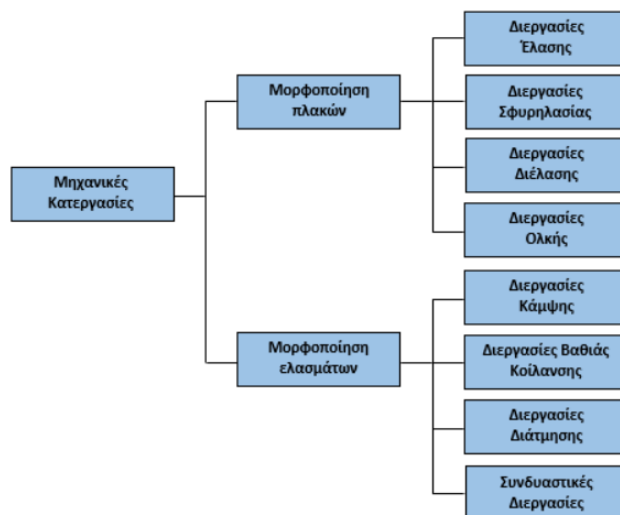 Μηχανικές
Κατεργασίες
Μορφοποίηση
πλακών
Διεργασίες
Έλασης
Διεργασίες
Σφυρηλασίας
Διεργασίες
Διέλασης
Διεργασίες
Ολκής
Μορφοποίηση
ελασμάτων
Διεργασίες
Κάμψης
Διεργασίες Βαθιάς
Κοίλανσης
Διεργασίες
Διάτμησης
Συνδυαστικές
Διεργασίες